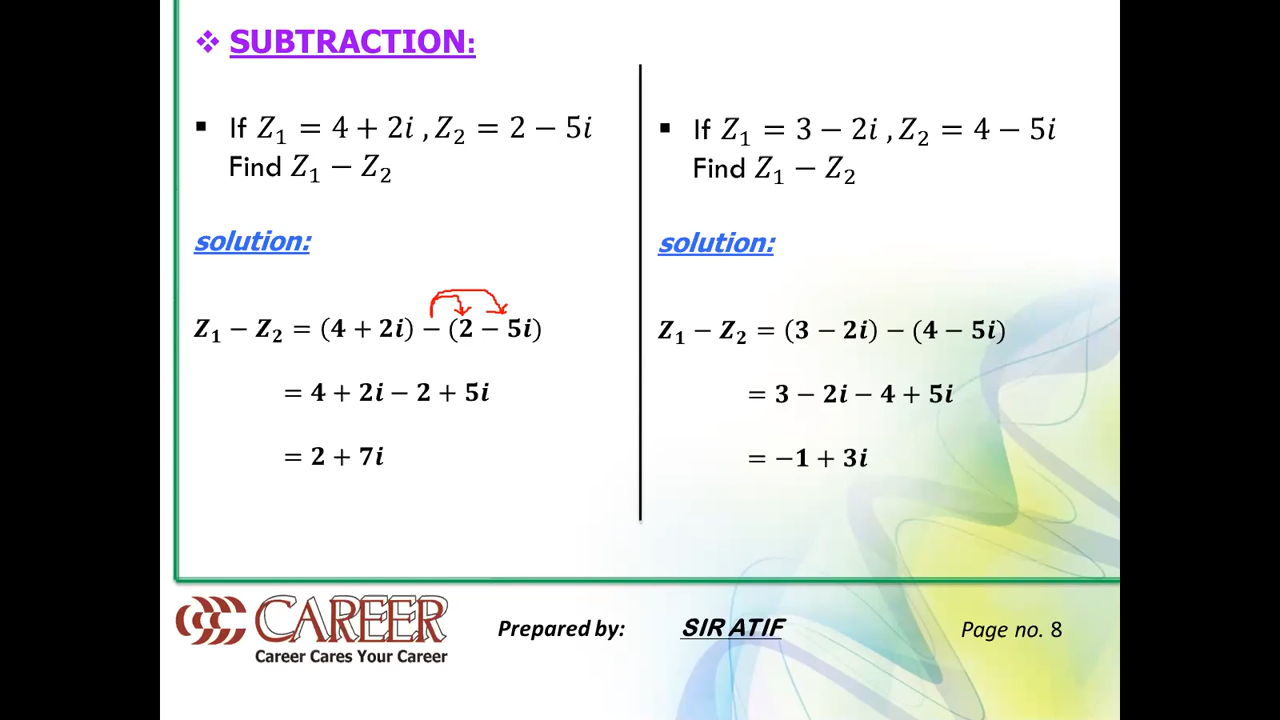 ❖ SUBTRACTION:
▪ If Z₁ = 4 + 2i , Z₂ = 2 − 5i
Find Z₁ − Z₂
solution:
Z₁ − Z₂ = (4 + 2i) − (2 − 5i)
= 4 + 2i − 2 + 5i
= 2 + 7i
▪ If Z₁ = 3 − 2i , Z₂ = 4 − 5i
Find Z₁ − Z₂
solution:
Z₁ − Z₂ = (3 − 2i) − (4 − 5i)
= 3 − 2i − 4 + 5i
= −1 + 3i
CAREER
Career Cares Your Career
Prepared by: SIR ATIF
Page no. 8